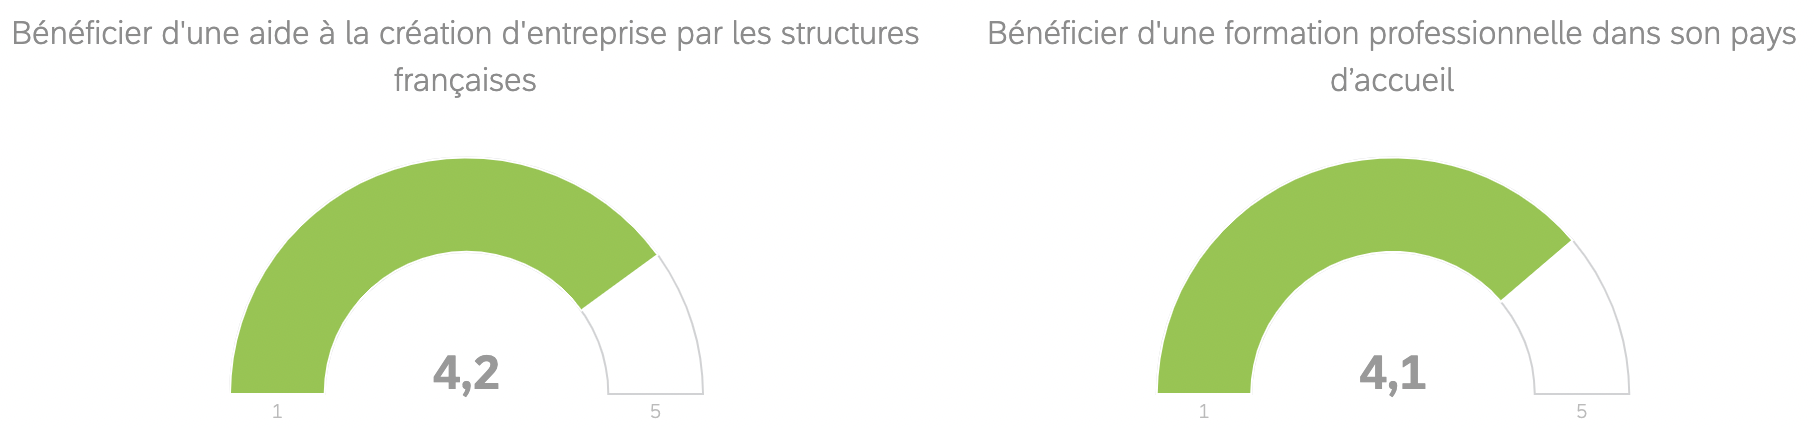 Bénéficier d'une aide à la création d'entreprise par les structures
françaises
4,2
1
5
Bénéficier d'une formation professionnelle dans son pays
d’accueil
4,1
1
5